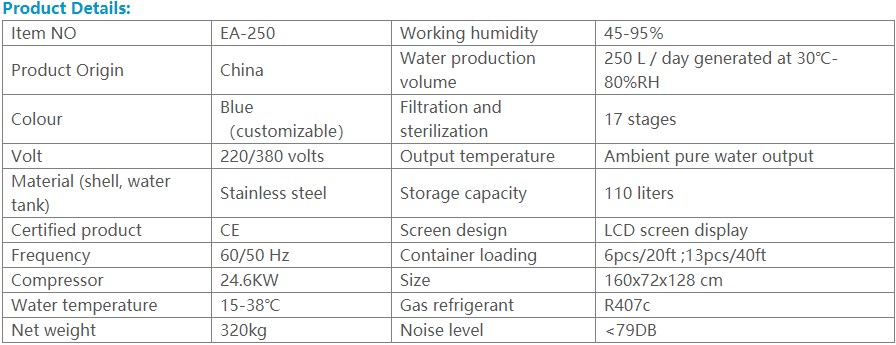 Product Details:
Item NO EA-250 Working humidity 45-95%
Product Origin China Water production volume 250 L / day generated at 30℃-80%RH
Colour Blue （customizable） Filtration and sterilization 17 stages
Volt 220/380 volts Output temperature Ambient pure water output
Material (shell, water tank) Stainless steel Storage capacity 110 liters
Certified product CE Screen design LCD screen display
Frequency 60/50 Hz Container loading 6pcs/20ft ;13pcs/40ft
Compressor 24.6KW Size 160x72x128 cm
Water temperature 15-38℃ Gas refrigerant R407c
Net weight 320kg Noise level <79DB